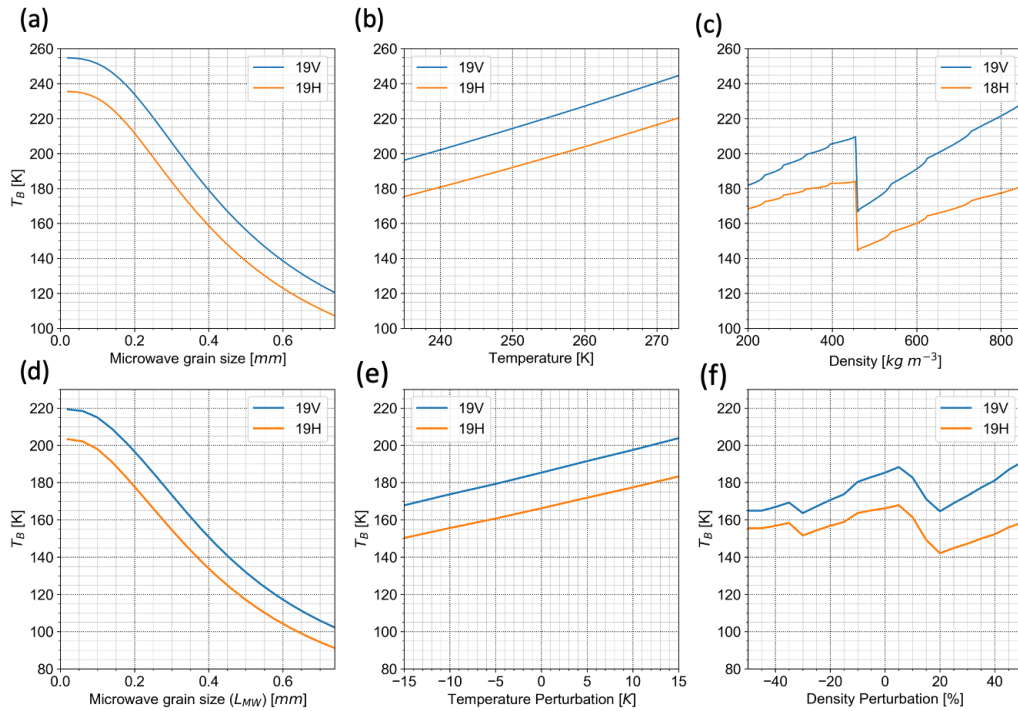 (a)
260
240
220
200
180
160
140
120
100
T_B [K]
19V
19H
0.0 0.2 0.4 0.6
Microwave grain size [mm]
(b)
260
240
220
200
180
160
140
120
100
19V
19H
240 250 260 270
Temperature [K]
(c)
260
240
220
200
180
160
140
120
100
19V
18H
200 400 600 800
Density [kg m⁻³]
(d)
220
200
180
160
140
120
100
80
T_B [K]
19V
19H
0.0 0.2 0.4 0.6
Microwave grain size (L_MW) [mm]
(e)
220
200
180
160
140
120
100
80
T_B [K]
19V
19H
−15 −10 −5 0 5 10 15
Temperature Perturbation [K]
(f)
220
200
180
160
140
120
100
80
T_B [K]
19V
19H
−40 −20 0 20 40
Density Perturbation [%]